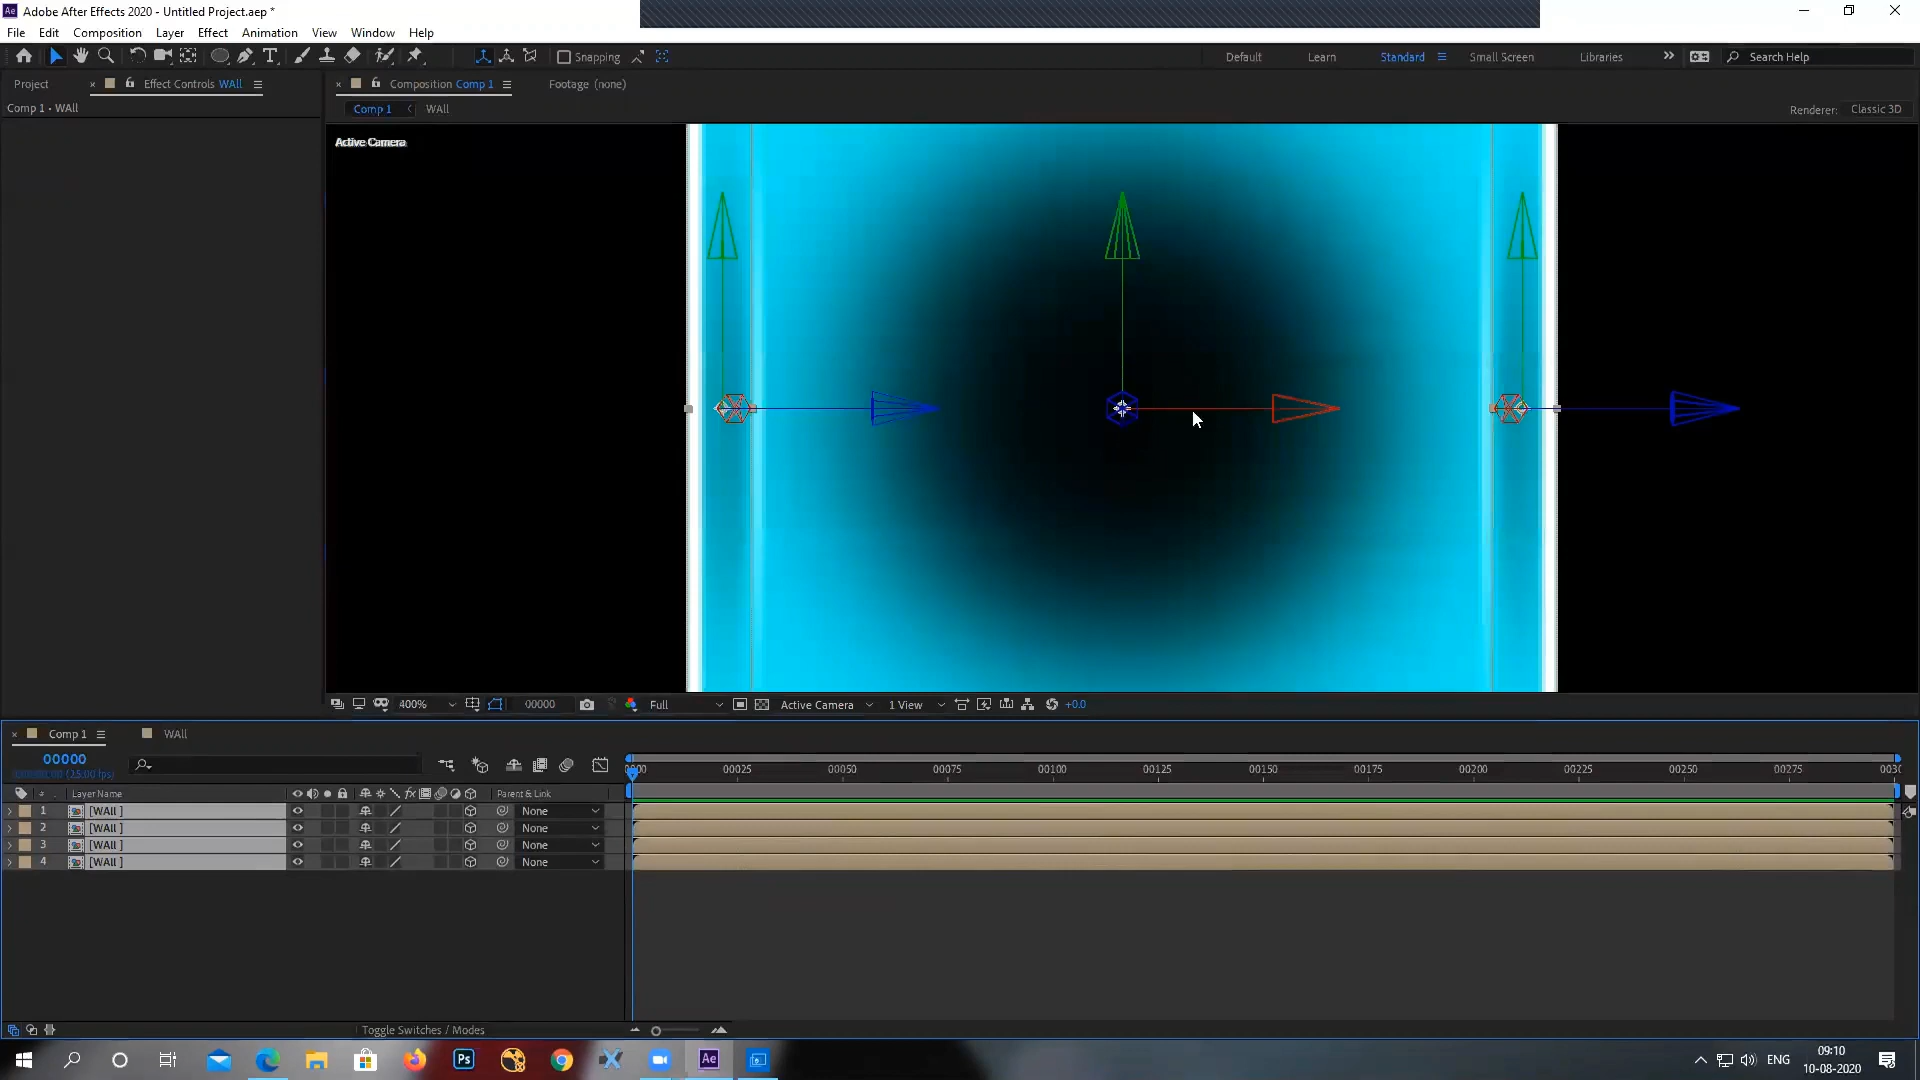 Ae Adobe After Effects 2020 - Untitled Project.aep *
File Edit Composition Layer Effect Animation View Window Help
Snapping
Default Learn Standard Small Screen Libraries Search Help
Project Effect Controls WAll Composition Comp 1 Footage (none)
Comp 1 - WAll Comp 1 WAll Renderer: Classic 3D
Active Camera
400% 00000 Full Active Camera 1 View +0.0
Comp 1 WAll
00000
# Layer Name Parent & Link
00025 00050 00075 00100 00125 00150 00175 00200 00225 00250 00275
1 [WAll ] None
2 [WAll ] None
3 [WAll ] None
4 [WAll ] None
Toggle Switches / Modes
Ps Ae ENG 09:10
10-08-2020